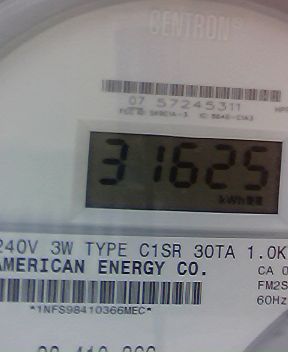 CENTRON®
07 57245311
31625
kWh
240V 3W TYPE C1SR 30TA 1.0K
AMERICAN ENERGY CO.
CA 0
FM2S
60Hz
*1NFS98410366MEC*